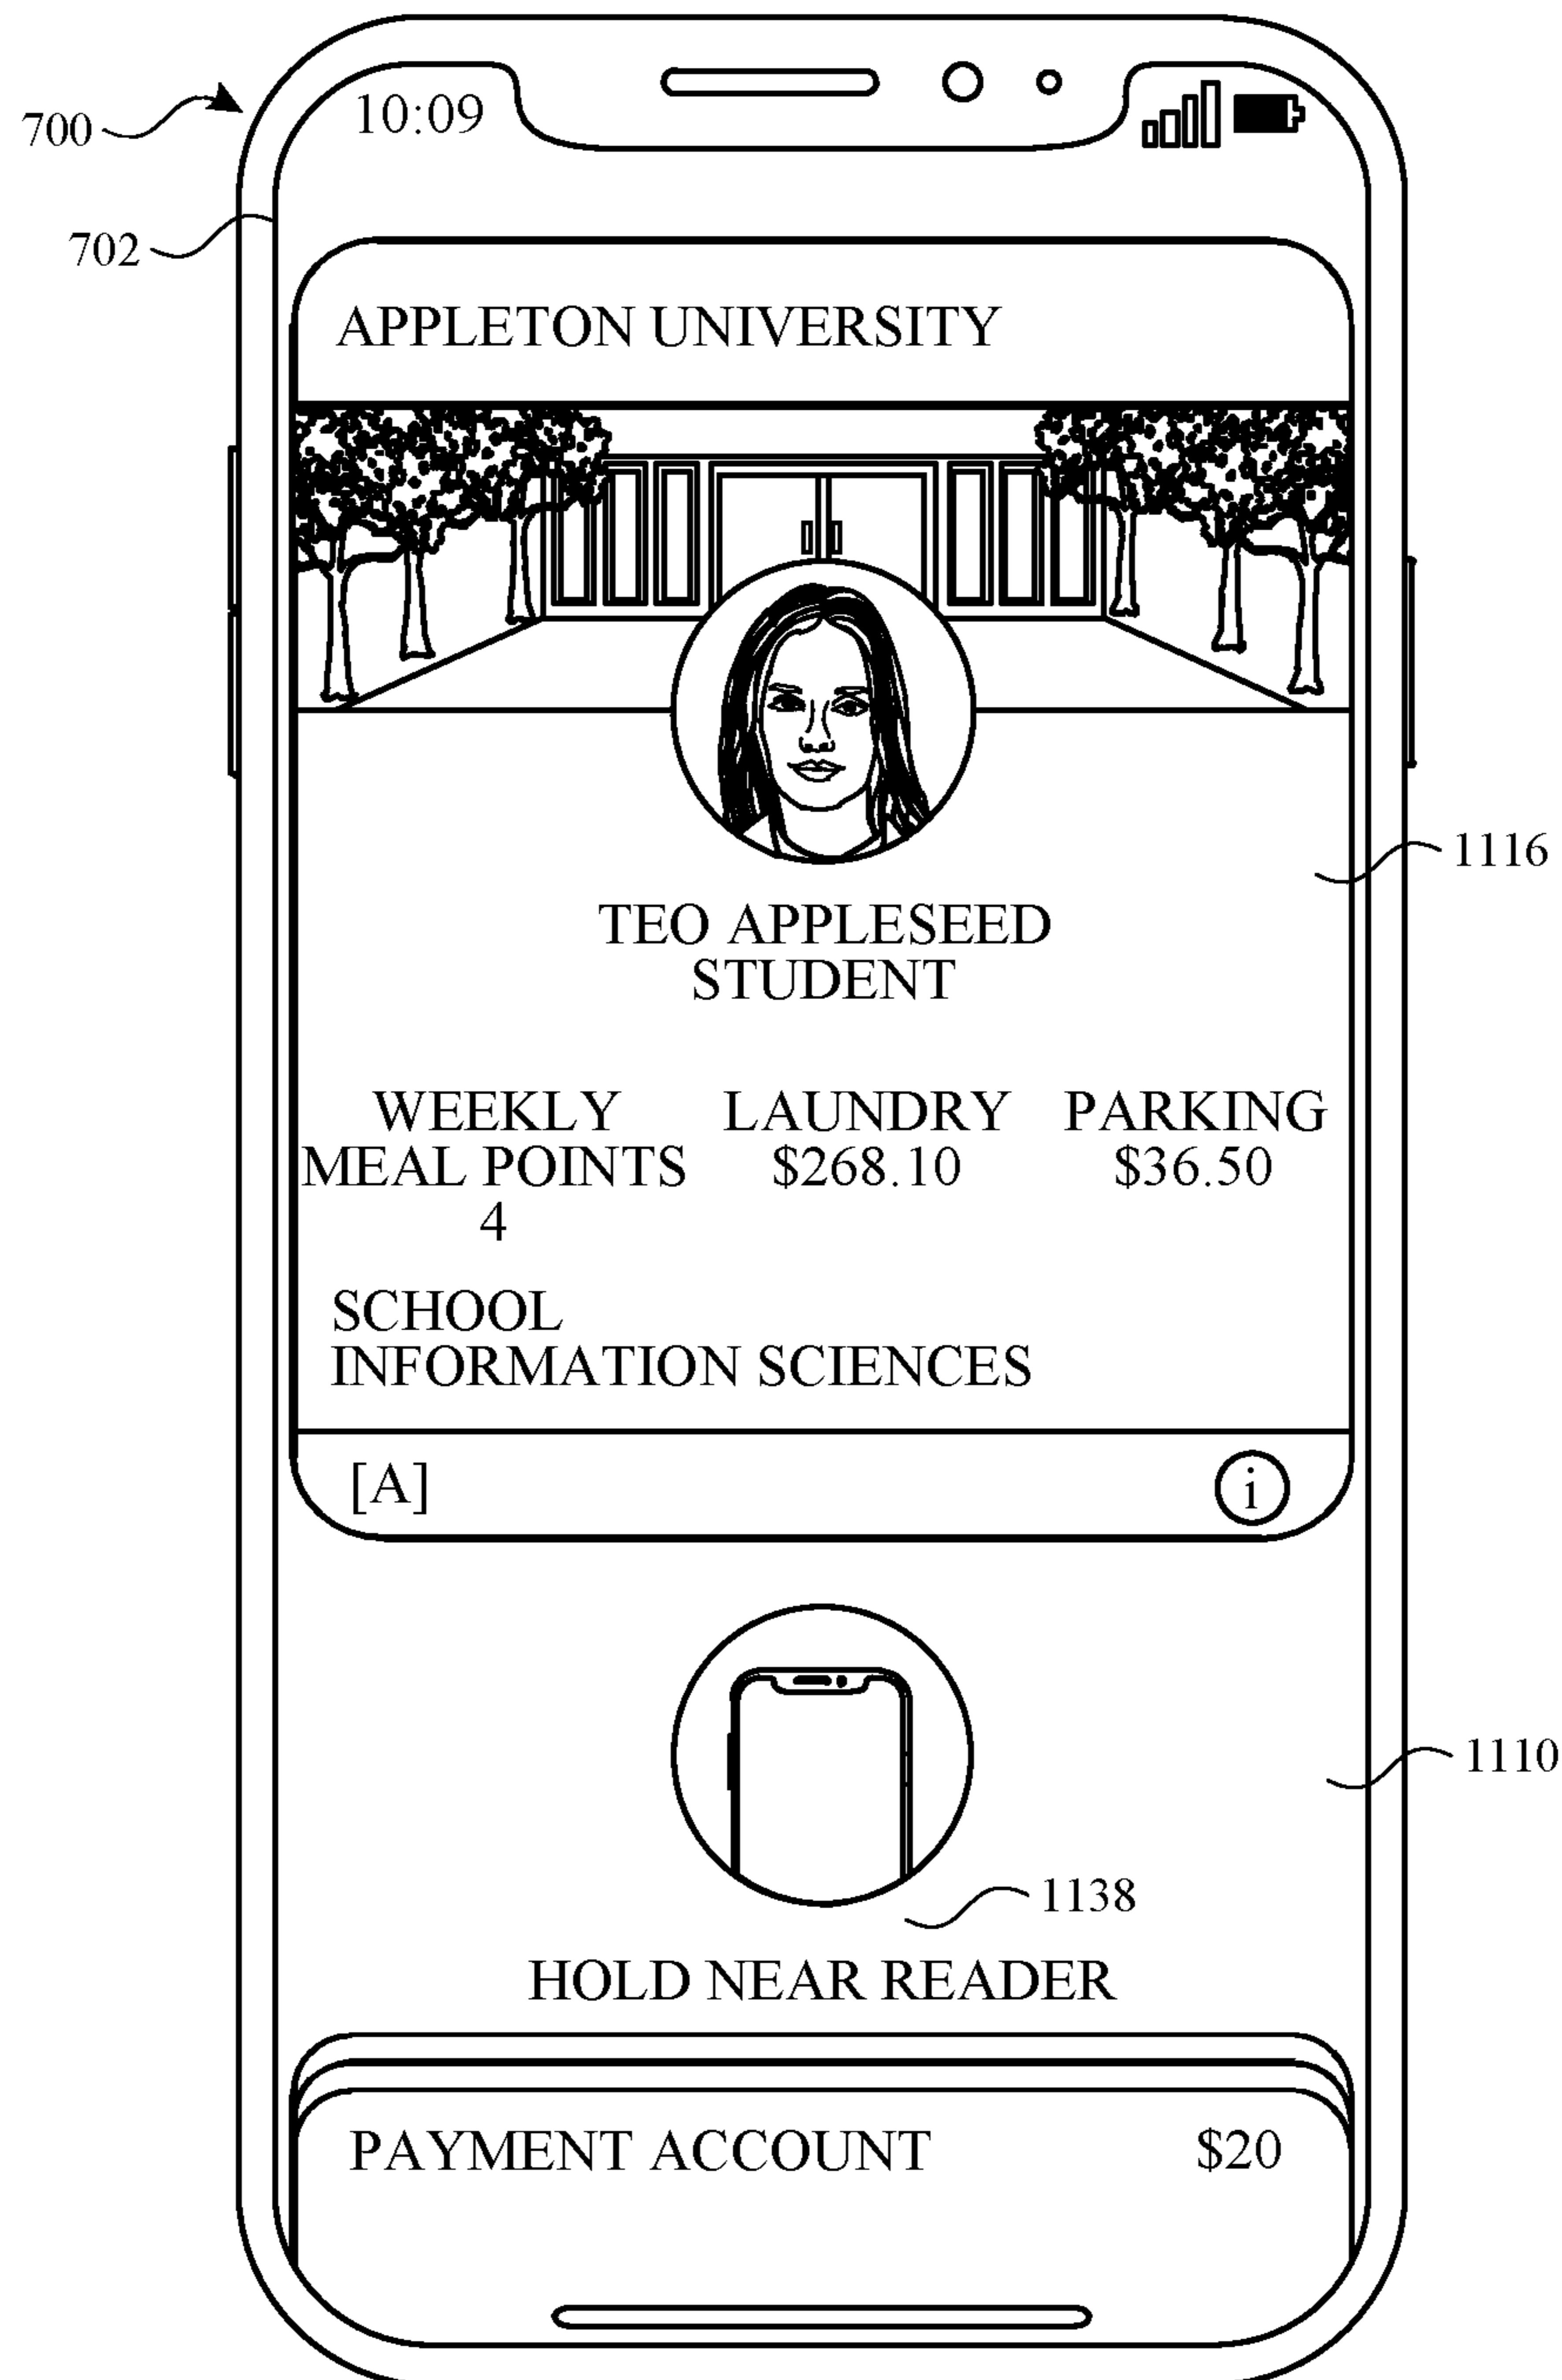 700
10:09
702
APPLETON UNIVERSITY
1116
TEO APPLESEED
STUDENT
WEEKLY
MEAL POINTS
4
LAUNDRY
$268.10
PARKING
$36.50
SCHOOL
INFORMATION SCIENCES
[A]
i
1110
1138
HOLD NEAR READER
PAYMENT ACCOUNT $20